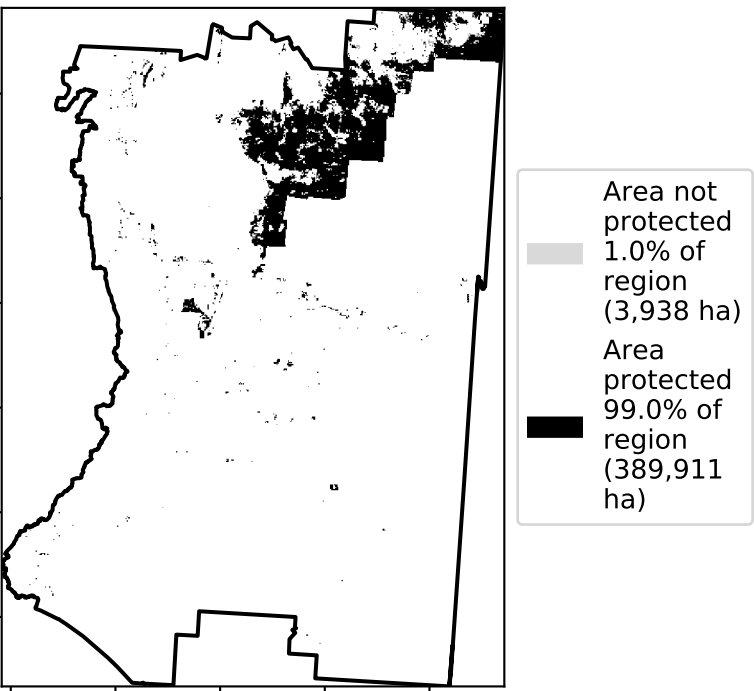 Area not
protected
1.0% of
region
(3,938 ha)
Area
protected
99.0% of
region
(389,911
ha)